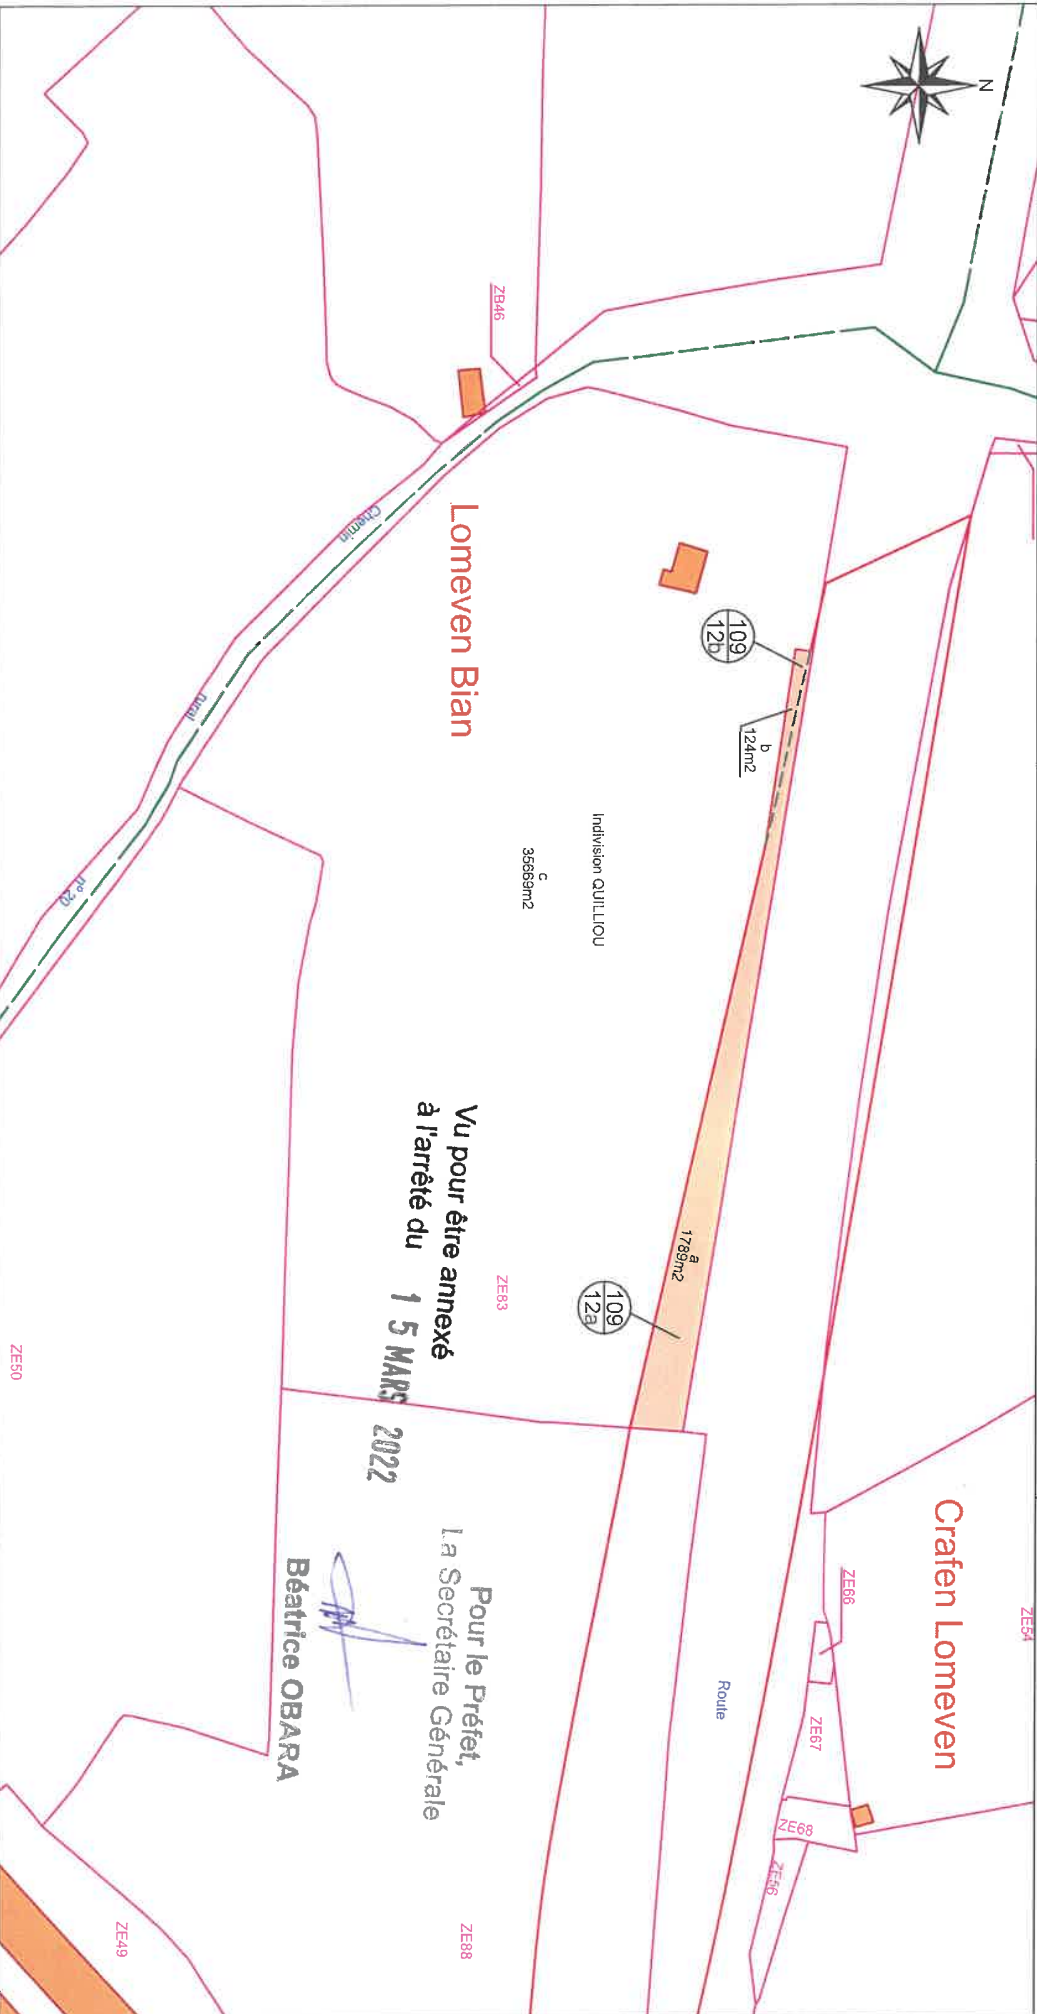 N
ZE54
Crafen Lomeven
ZE66
ZE67
ZE68
ZE56
Route
109
12b
b
124m2
a
1789m2
109
12a
ZB46
Lomeven Bian
Indivision QUILLIOU
c
35669m2
ZE83
Chemin
rural
n° 20
Vu pour être annexé
à l'arrêté du
1 5 MARS 2022
Pour le Préfet,
La Secrétaire Générale
Béatrice OBARA
ZE88
ZE50
ZE49